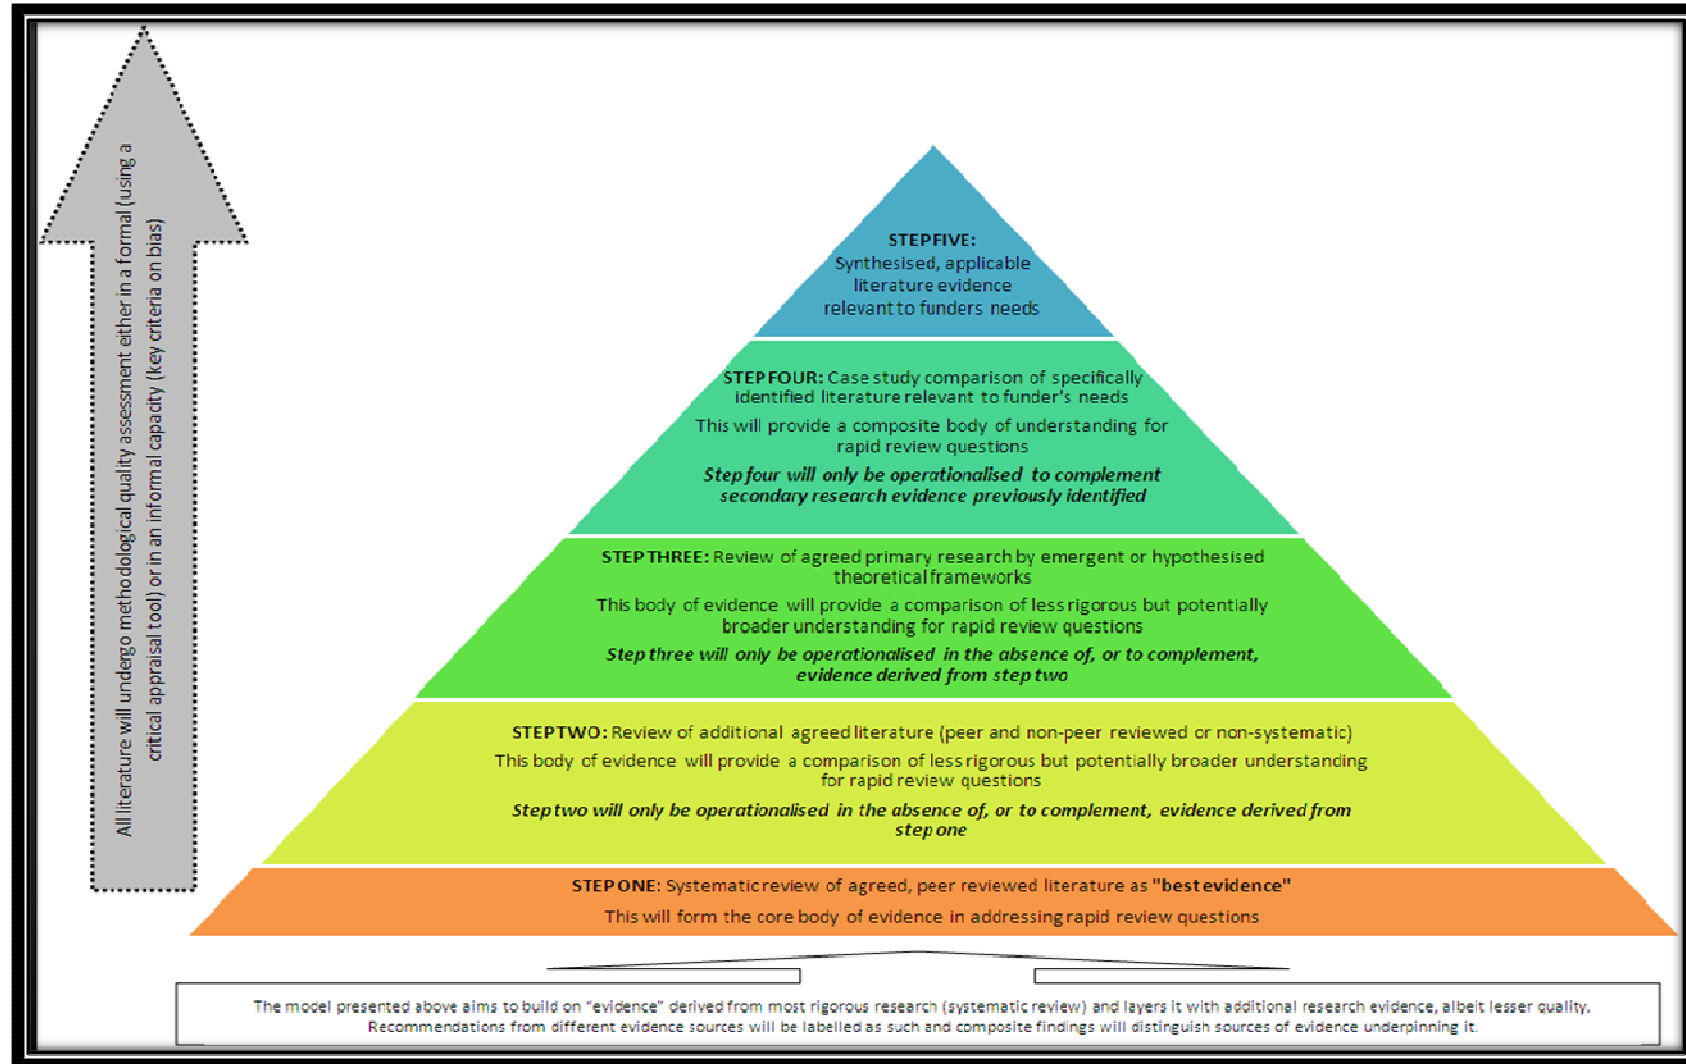 All literature will undergo methodological quality assessment either in a formal (using a
critical appraisal tool) or in an informal capacity (key criteria on bias)
STEP FIVE:
Synthesised, applicable
literature evidence
relevant to funders needs
STEP FOUR: Case study comparison of specifically
identified literature relevant to funder's needs
This will provide a composite body of understanding for
rapid review questions
Step four will only be operationalised to complement
secondary research evidence previously identified
STEP THREE: Review of agreed primary research by emergent or hypothesised
theoretical frameworks
This body of evidence will provide a comparison of less rigorous but potentially
broader understanding for rapid review questions
Step three will only be operationalised in the absence of, or to complement,
evidence derived from step two
STEP TWO: Review of additional agreed literature (peer and non-peer reviewed or non-systematic)
This body of evidence will provide a comparison of less rigorous but potentially broader understanding
for rapid review questions
Step two will only be operationalised in the absence of, or to complement, evidence derived from
step one
STEP ONE: Systematic review of agreed, peer reviewed literature as "best evidence"
This will form the core body of evidence in addressing rapid review questions
The model presented above aims to build on “evidence” derived from most rigorous research (systematic review) and layers it with additional research evidence, albeit lesser quality.
Recommendations from different evidence sources will be labelled as such and composite findings will distinguish sources of evidence underpinning it.